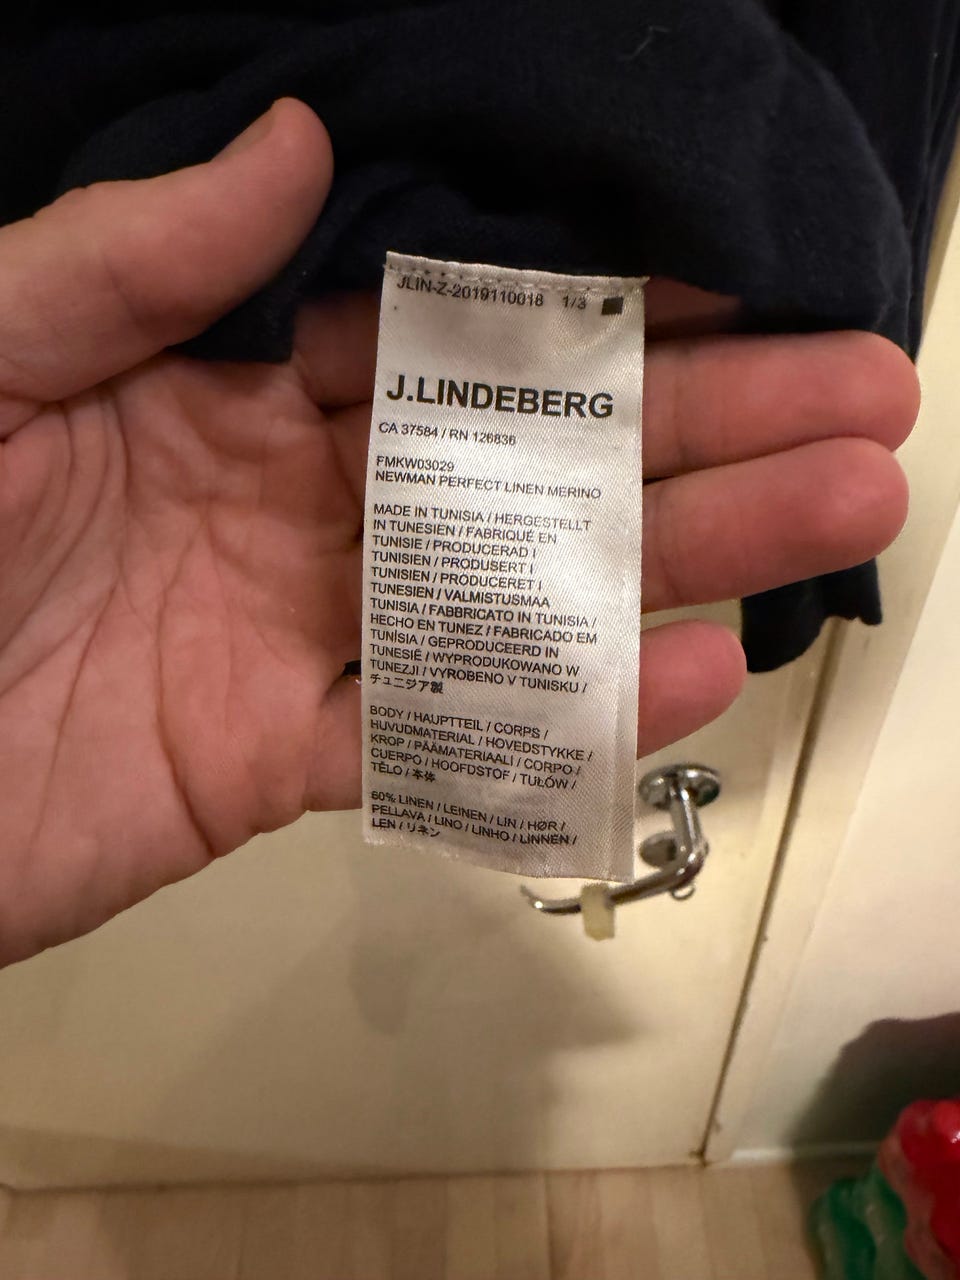 JLIN-Z-2019110018 1/3
J.LINDEBERG
CA 37584 / RN 126836
FMKW03029
NEWMAN PERFECT LINEN MERINO
MADE IN TUNISIA / HERGESTELLT
IN TUNESIEN / FABRIQUÉ EN
TUNISIE / PRODUCERAD I
TUNISIEN / PRODUSERT I
TUNISIEN / PRODUCERET I
TUNESIEN / VALMISTUSMAA
TUNISIA / FABBRICATO IN TUNISIA /
HECHO EN TUNEZ / FABRICADO EM
TUNÍSIA / GEPRODUCEERD IN
TUNESIË / WYPRODUKOWANO W
TUNEZJI / VYROBENO V TUNISKU /
チュニジア製
BODY / HAUPTTEIL / CORPS /
HUVUDMATERIAL / HOVEDSTYKKE /
KROP / PÄÄMATERIAALI / CORPO /
CUERPO / HOOFDSTOF / TUŁÓW /
TĚLO / 本体
60% LINEN / LEINEN / LIN / HØR /
PELLAVA / LINO / LINHO / LINNEN /
LEN / リネン